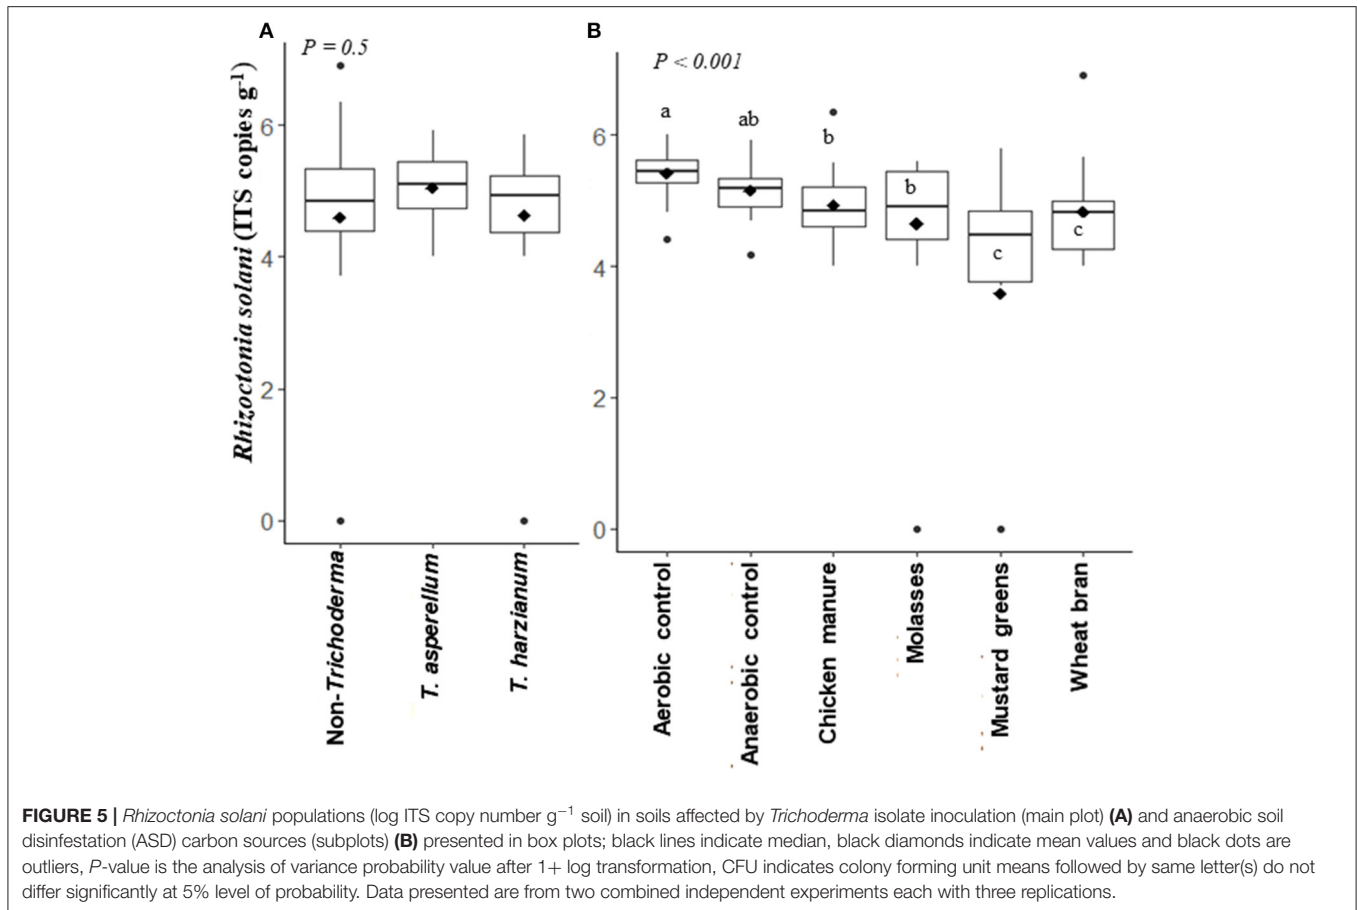 A
B
P = 0.5
P < 0.001
Rhizoctonia solani (ITS copies g⁻¹)
6
4
2
0
6
4
2
0
a
ab
b
b
c
c
Non-Trichoderma
T. asperellum
T. harzianum
Aerobic control
Anaerobic control
Chicken manure
Molasses
Mustard greens
Wheat bran
FIGURE 5 | Rhizoctonia solani populations (log ITS copy number g⁻¹ soil) in soils affected by Trichoderma isolate inoculation (main plot) (A) and anaerobic soil
disinfestation (ASD) carbon sources (subplots) (B) presented in box plots; black lines indicate median, black diamonds indicate mean values and black dots are
outliers, P-value is the analysis of variance probability value after 1+ log transformation, CFU indicates colony forming unit means followed by same letter(s) do not
differ significantly at 5% level of probability. Data presented are from two combined independent experiments each with three replications.